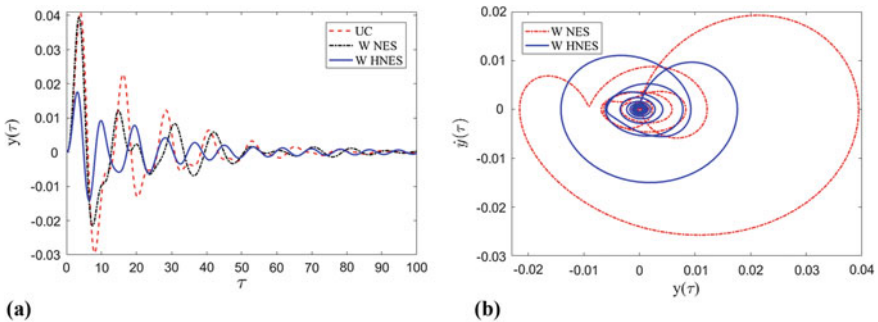 0.04
0.03
0.02
0.01
0
-0.01
-0.02
-0.03
y(τ)
0 10 20 30 40 50 60 70 80 90 100
τ
UC
W NES
W HNES
(a)
0.02
0.01
0
-0.01
-0.02
-0.03
ẏ(τ)
-0.02 -0.01 0 0.01 0.02 0.03 0.04
y(τ)
W NES
W HNES
(b)